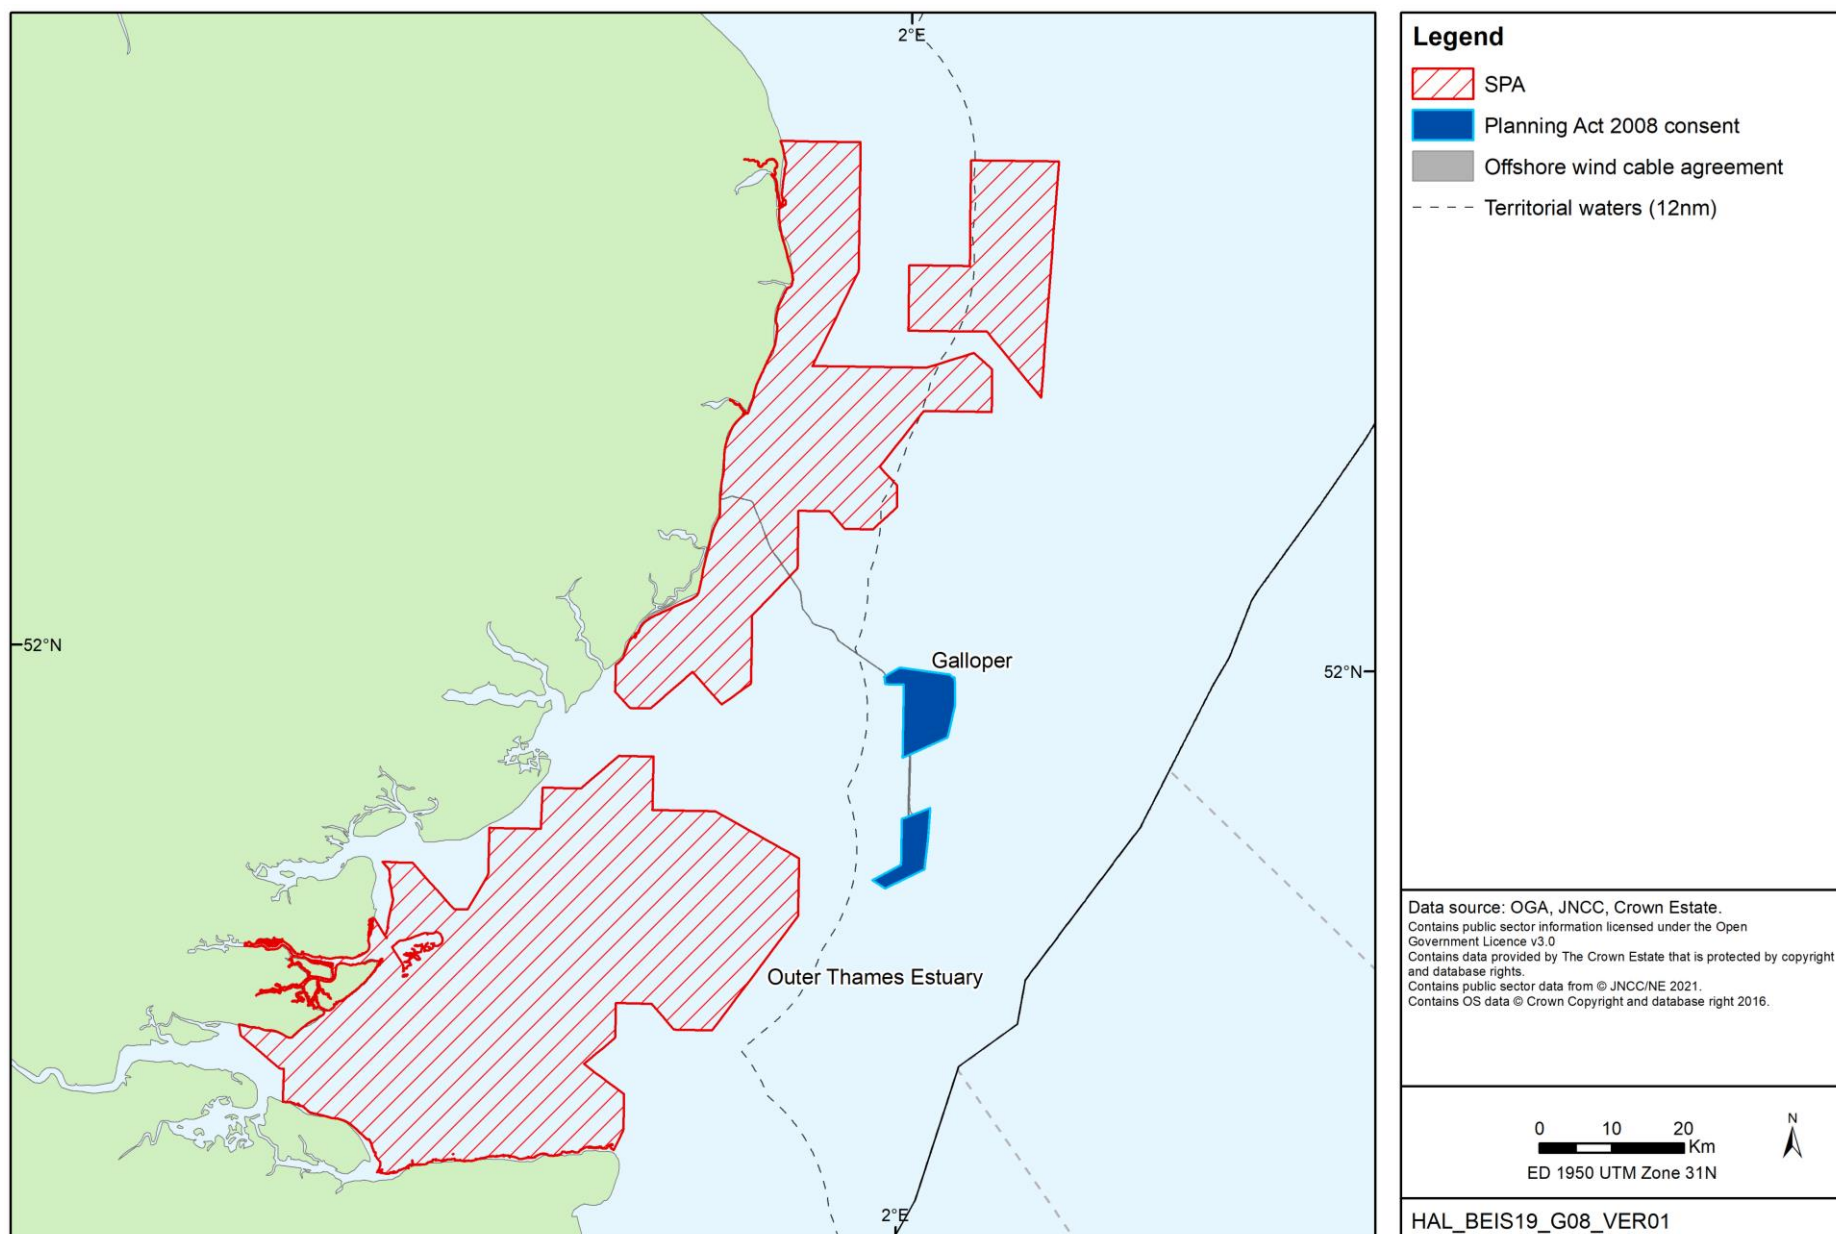 2°E
52°N
Galloper
52°N
Outer Thames Estuary
2°E
Legend
SPA
Planning Act 2008 consent
Offshore wind cable agreement
Territorial waters (12nm)
Data source: OGA, JNCC, Crown Estate.
Contains public sector information licensed under the Open
Government Licence v3.0
Contains data provided by The Crown Estate that is protected by copyright
and database rights.
Contains public sector data from © JNCC/NE 2021.
Contains OS data © Crown Copyright and database right 2016.
0 10 20
Km
N
ED 1950 UTM Zone 31N
HAL_BEIS19_G08_VER01